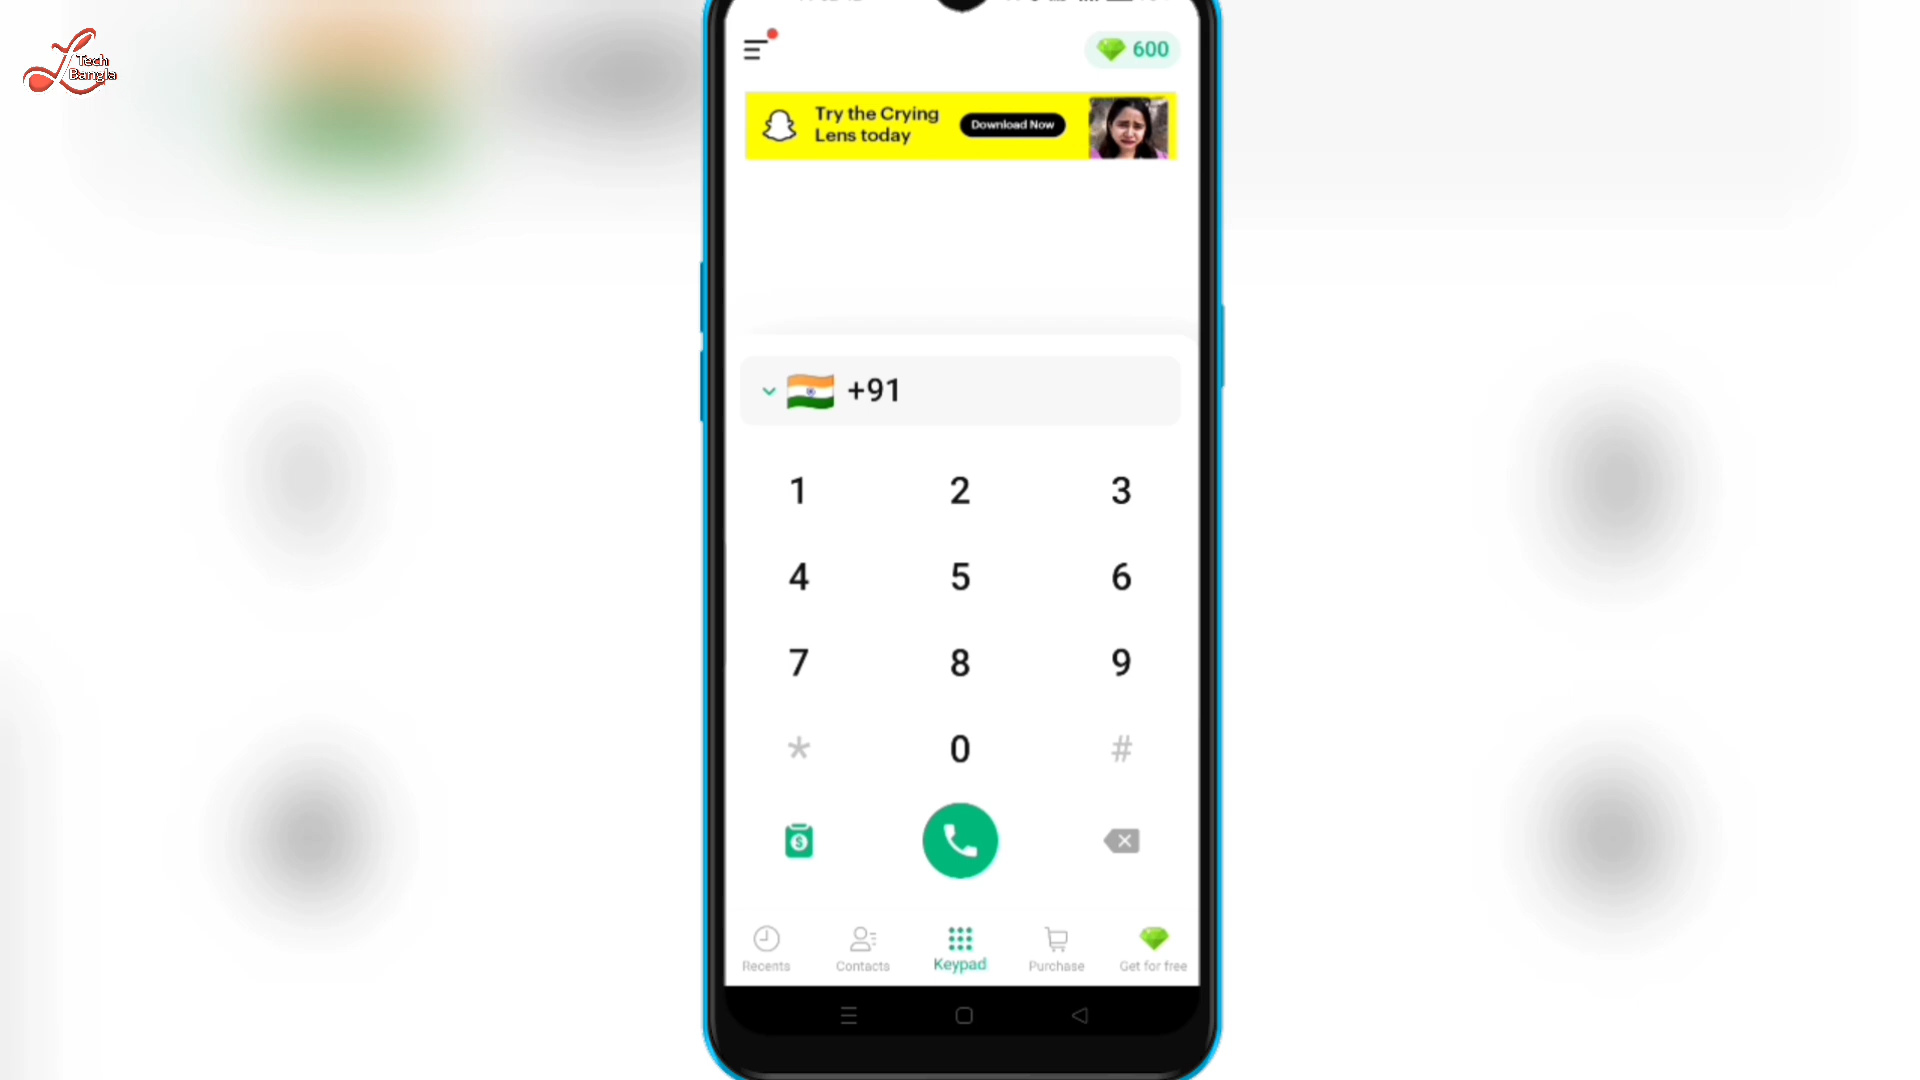 Tech
Bangla
600
Try the Crying
Lens today
Download Now
+91
1 2 3
4 5 6
7 8 9
* 0 #
Recents Contacts Keypad Purchase Get for free